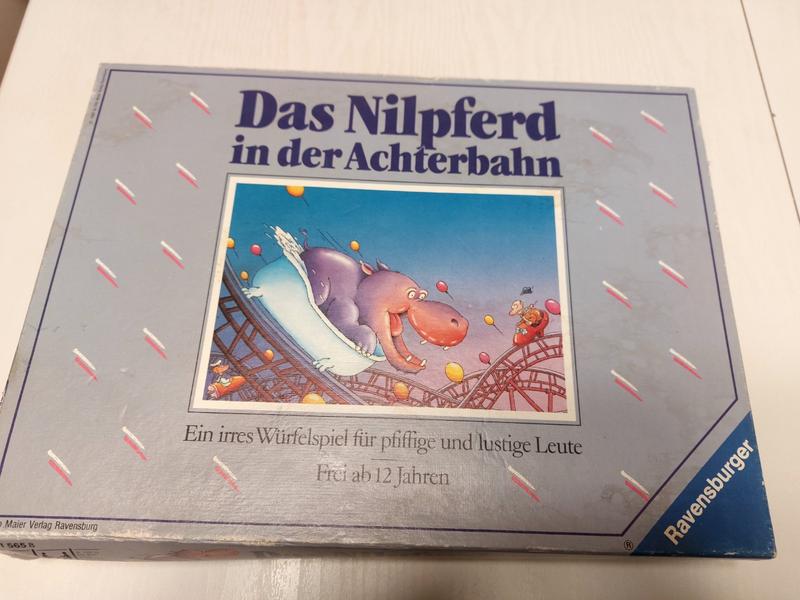 Das Nilpferd
in der Achterbahn
Ein irres Würfelspiel für pfiffige und lustige Leute
Frei ab 12 Jahren
Maier Verlag Ravensburg
®
Ravensburger